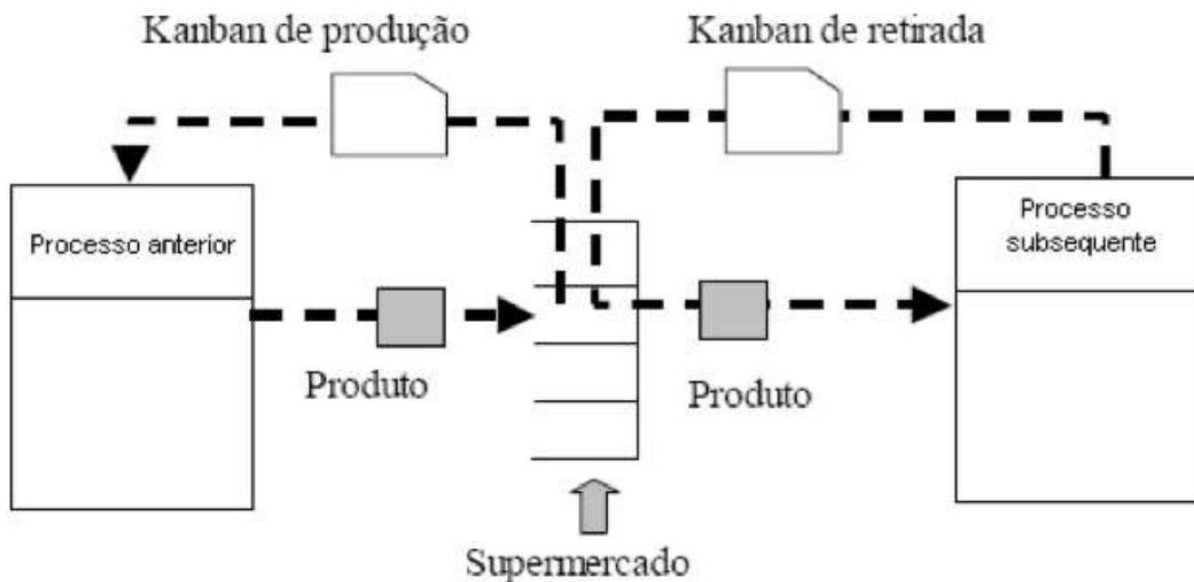 Kanban de produção
Kanban de retirada
Processo anterior
Processo
subsequente
Produto
Produto
Supermercado